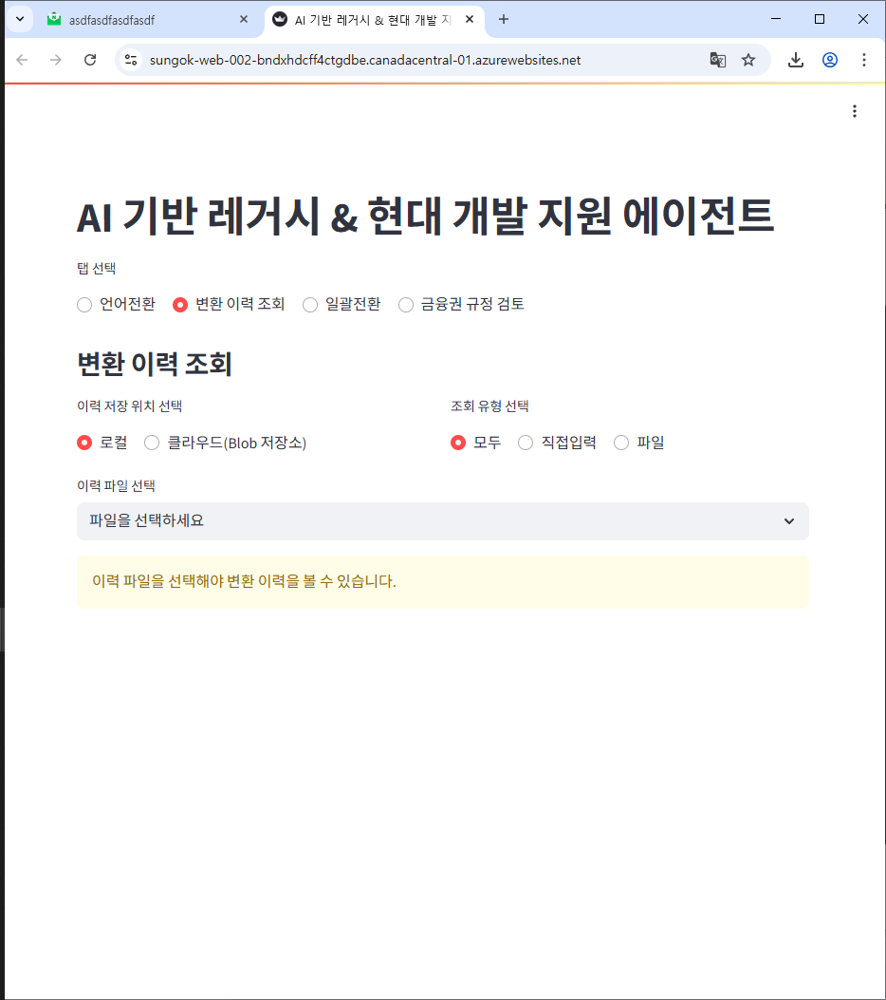 asdfasdfasdfasdf
AI 기반 레거시 & 현대 개발 지
sungok-web-002-bndxhdcff4ctgdbe.canadacentral-01.azurewebsites.net
AI 기반 레거시 & 현대 개발 지원 에이전트
탭 선택
언어전환 변환 이력 조회 일괄전환 금융권 규정 검토
변환 이력 조회
이력 저장 위치 선택 조회 유형 선택
로컬 클라우드(Blob 저장소) 모두 직접입력 파일
이력 파일 선택
파일을 선택하세요
이력 파일을 선택해야 변환 이력을 볼 수 있습니다.